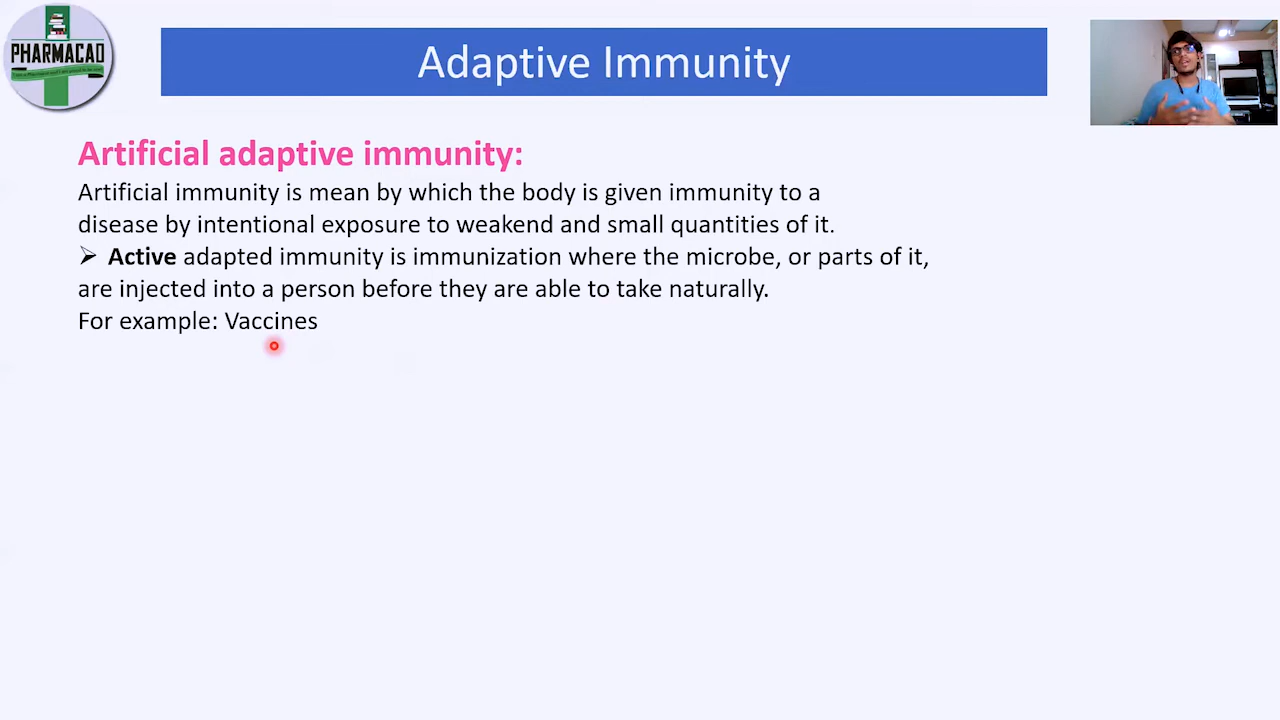 PHARMACAD
Adaptive Immunity
Artificial adaptive immunity:
Artificial immunity is mean by which the body is given immunity to a
disease by intentional exposure to weakend and small quantities of it.
➢ Active adapted immunity is immunization where the microbe, or parts of it,
are injected into a person before they are able to take naturally.
For example: Vaccines